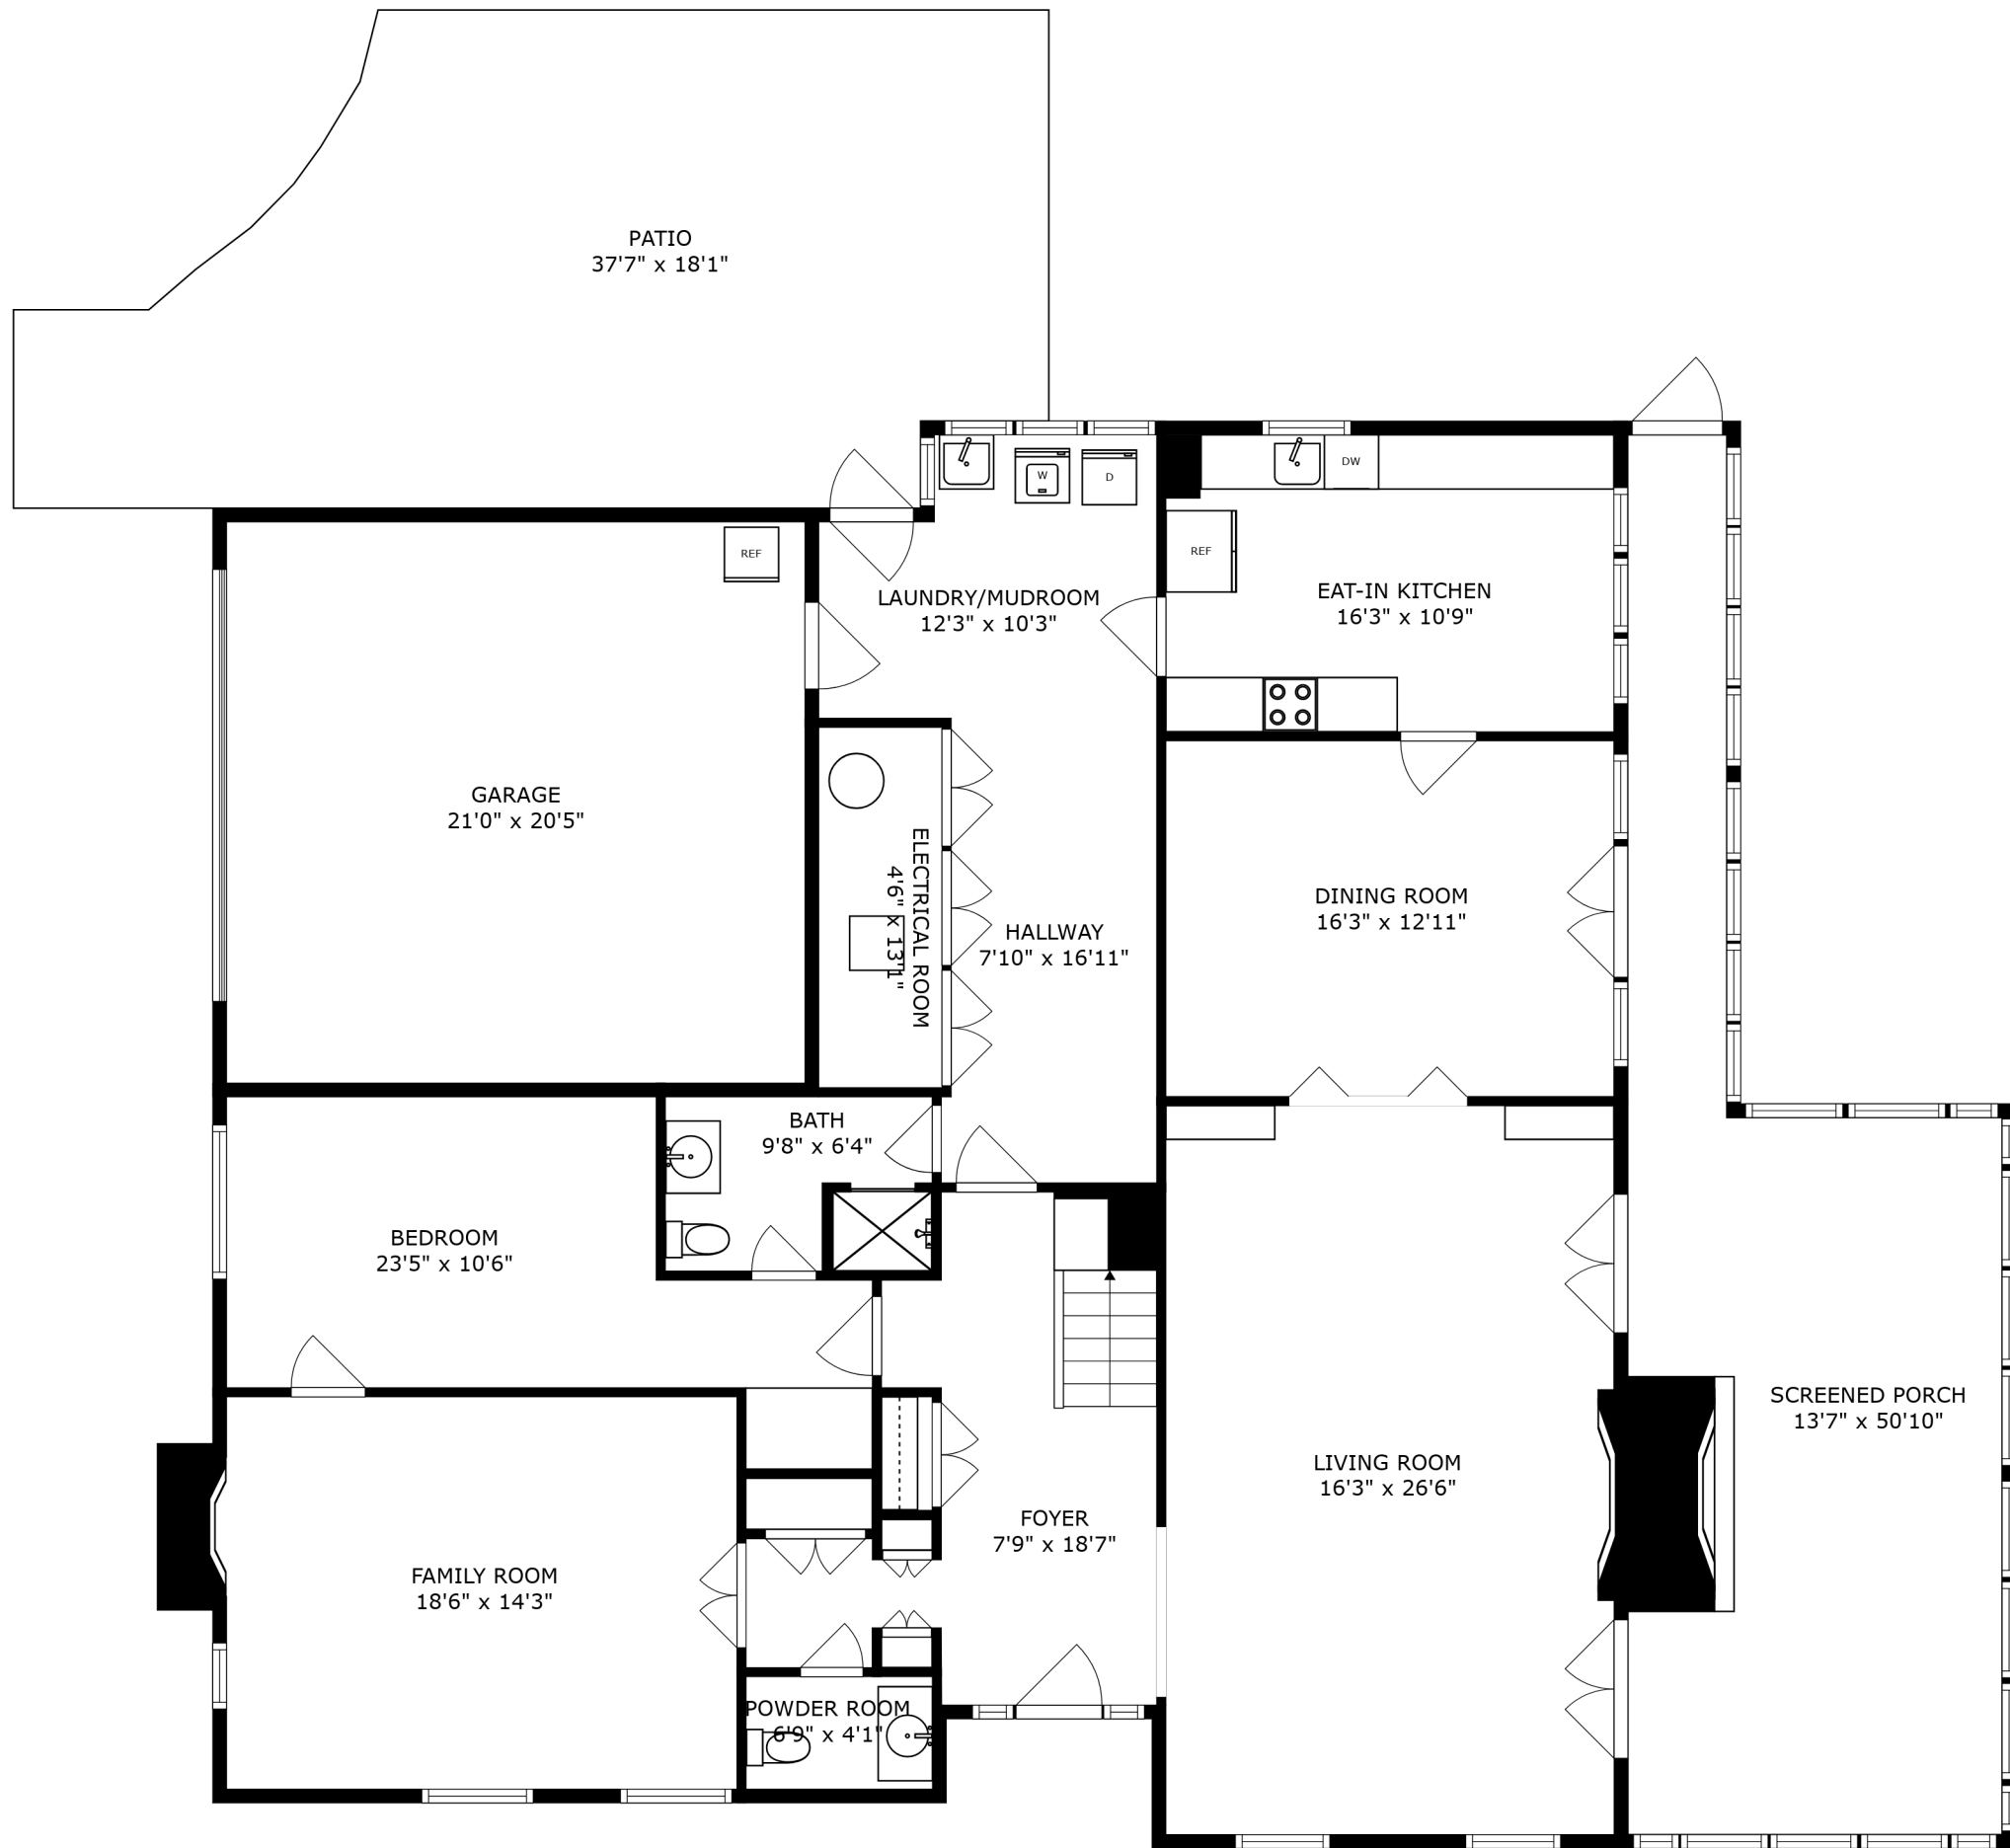 PATIO
37'7" x 18'1"
W
D
DW
REF
REF
LAUNDRY/MUDROOM
12'3" x 10'3"
EAT-IN KITCHEN
16'3" x 10'9"
GARAGE
21'0" x 20'5"
ELECTRICAL ROOM
4'6" x 13'1"
HALLWAY
7'10" x 16'11"
DINING ROOM
16'3" x 12'11"
BATH
9'8" x 6'4"
BEDROOM
23'5" x 10'6"
SCREENED PORCH
13'7" x 50'10"
LIVING ROOM
16'3" x 26'6"
FOYER
7'9" x 18'7"
FAMILY ROOM
18'6" x 14'3"
POWDER ROOM
6'9" x 4'1"